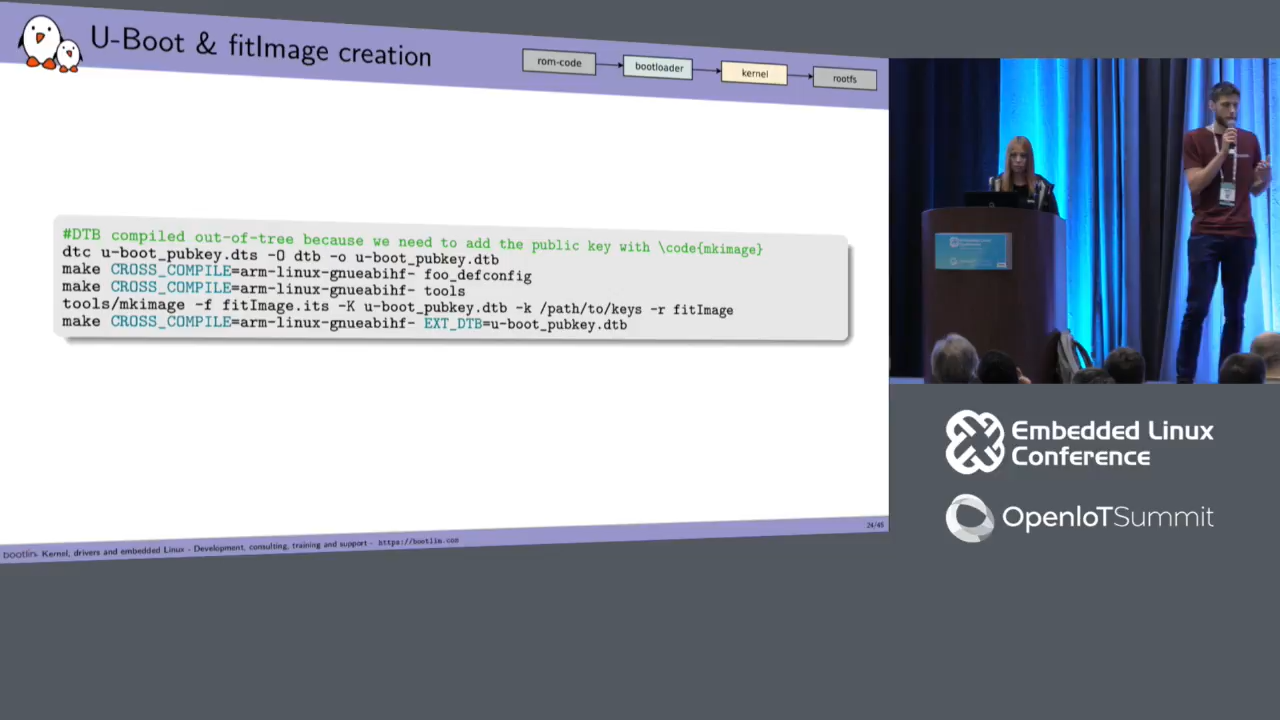 U-Boot & fitImage creation
rom-code
bootloader
kernel
rootfs
#DTB compiled out-of-tree because we need to add the public key with \code{mkimage}
dtc u-boot_pubkey.dts -O dtb -o u-boot_pubkey.dtb
make CROSS_COMPILE=arm-linux-gnueabihf- foo_defconfig
make CROSS_COMPILE=arm-linux-gnueabihf- tools
tools/mkimage -f fitImage.its -K u-boot_pubkey.dtb -k /path/to/keys -r fitImage
make CROSS_COMPILE=arm-linux-gnueabihf- EXT_DTB=u-boot_pubkey.dtb
bootlin - Kernel, drivers and embedded Linux - Development, consulting, training and support - https://bootlin.com
24/45
Embedded Linux
Conference
OpenIoTSummit